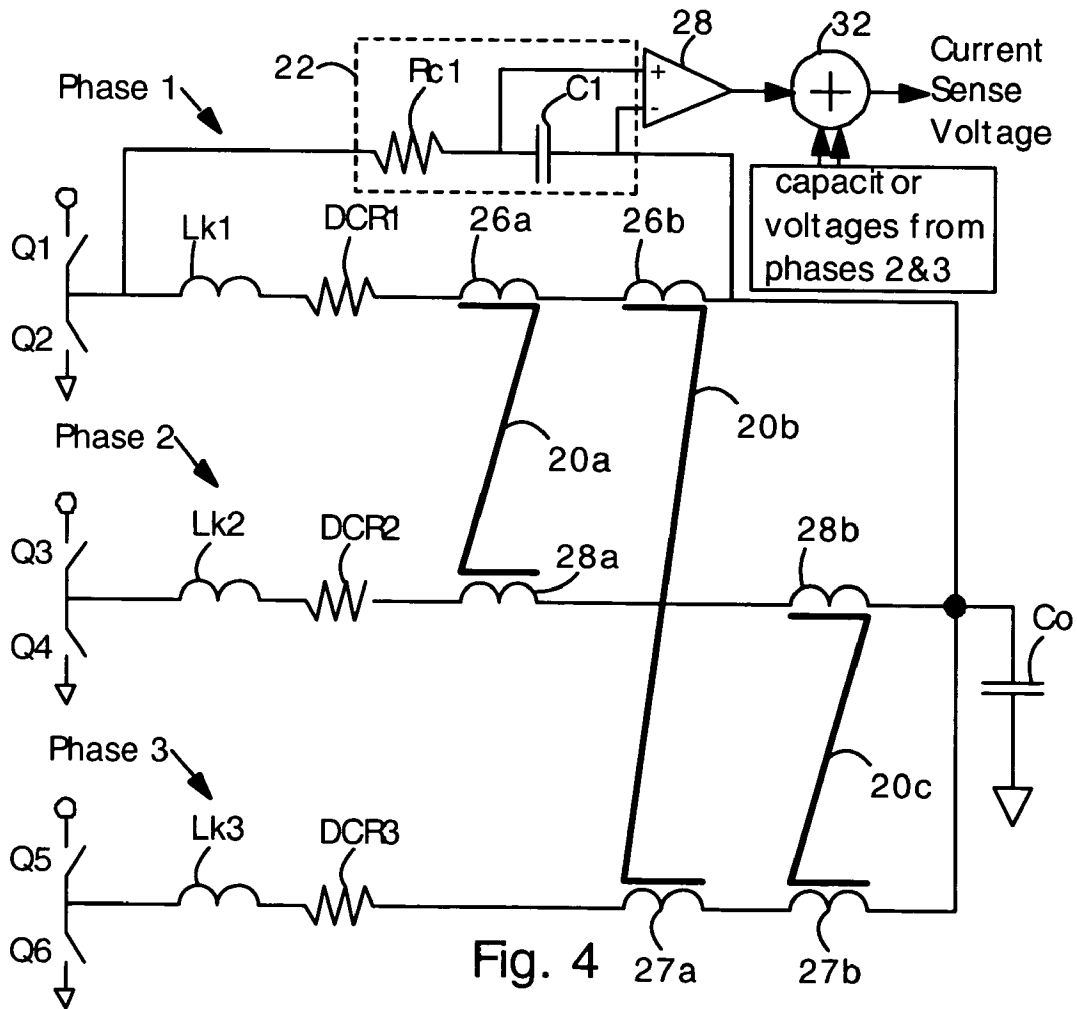 28
32
22
Rc1
C1
Current
Sense
Voltage
+
-
+
Phase 1
capacitor
voltages from
phases 2&3
Q1
Lk1
DCR1
26a
26b
Q2
20a
20b
Phase 2
Q3
Lk2
DCR2
28a
28b
Q4
Co
Phase 3
20c
Q5
Lk3
DCR3
Q6
Fig. 4
27a
27b